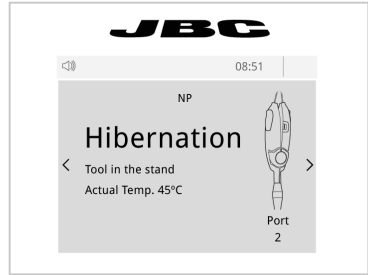 JBC
08:51
NP
Hibernation
Tool in the stand
Actual Temp. 45ºC
Port
2